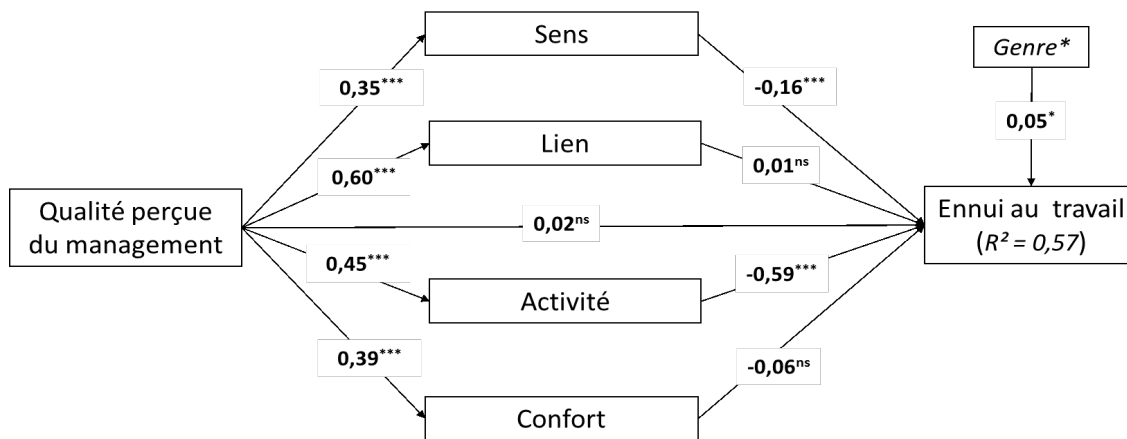 Sens
Genre*
0,35***
-0,16***
0,05*
Lien
0,60***
0,01ns
Qualité perçue
du management
0,02ns
Ennui au travail
(R² = 0,57)
0,45***
Activité
-0,59***
0,39***
-0,06ns
Confort